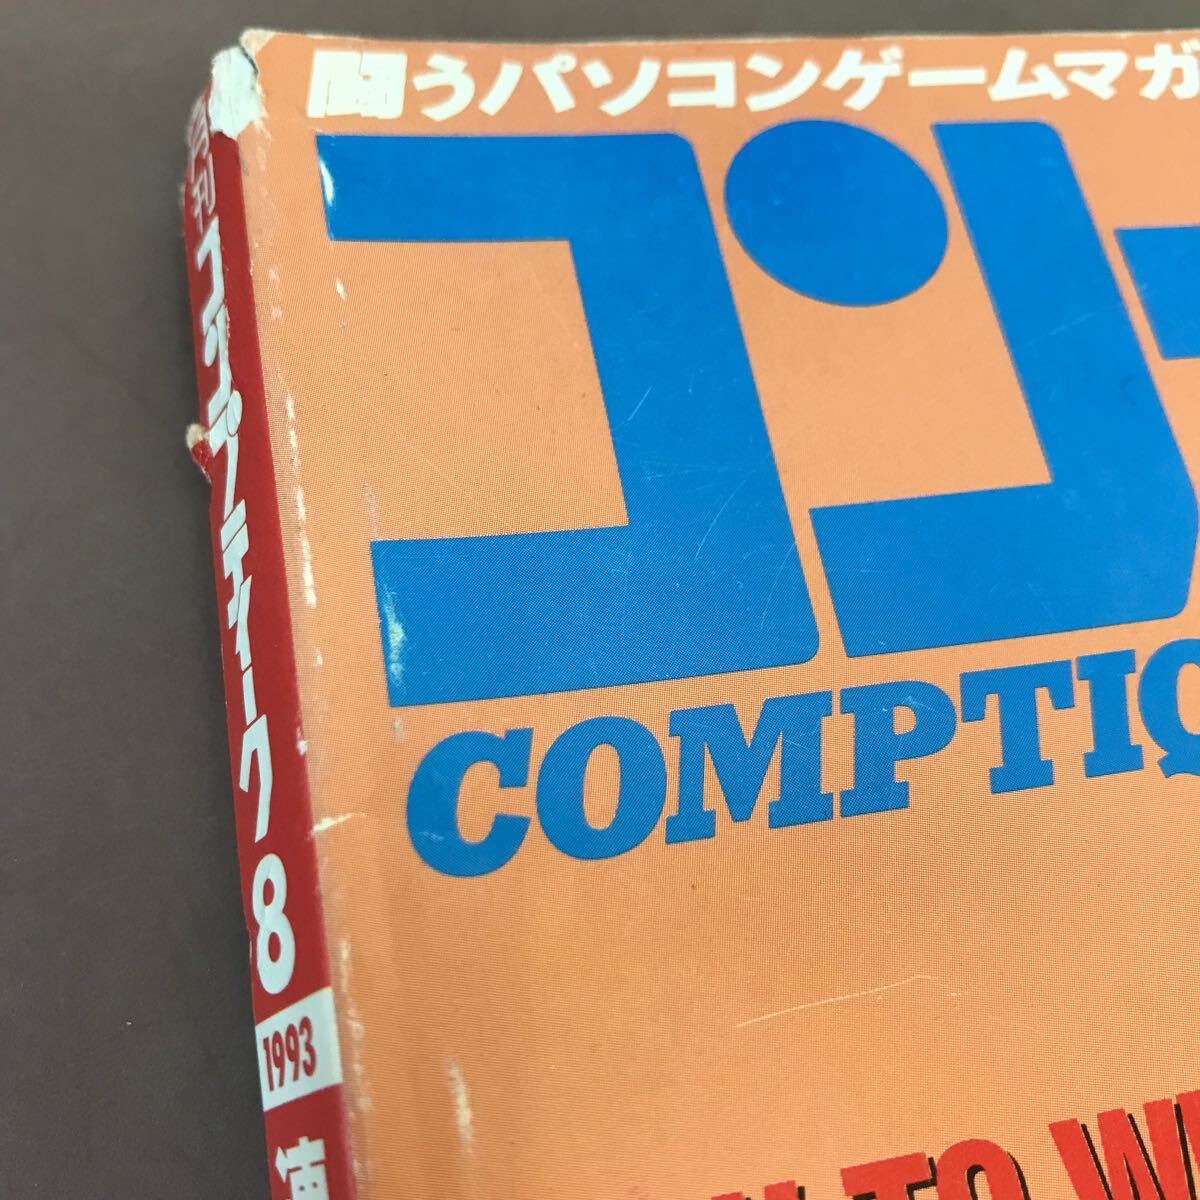 闘うパソコンゲームマガ
コン
COMPTIQ
TO W
月刊コンプティーク8
1993